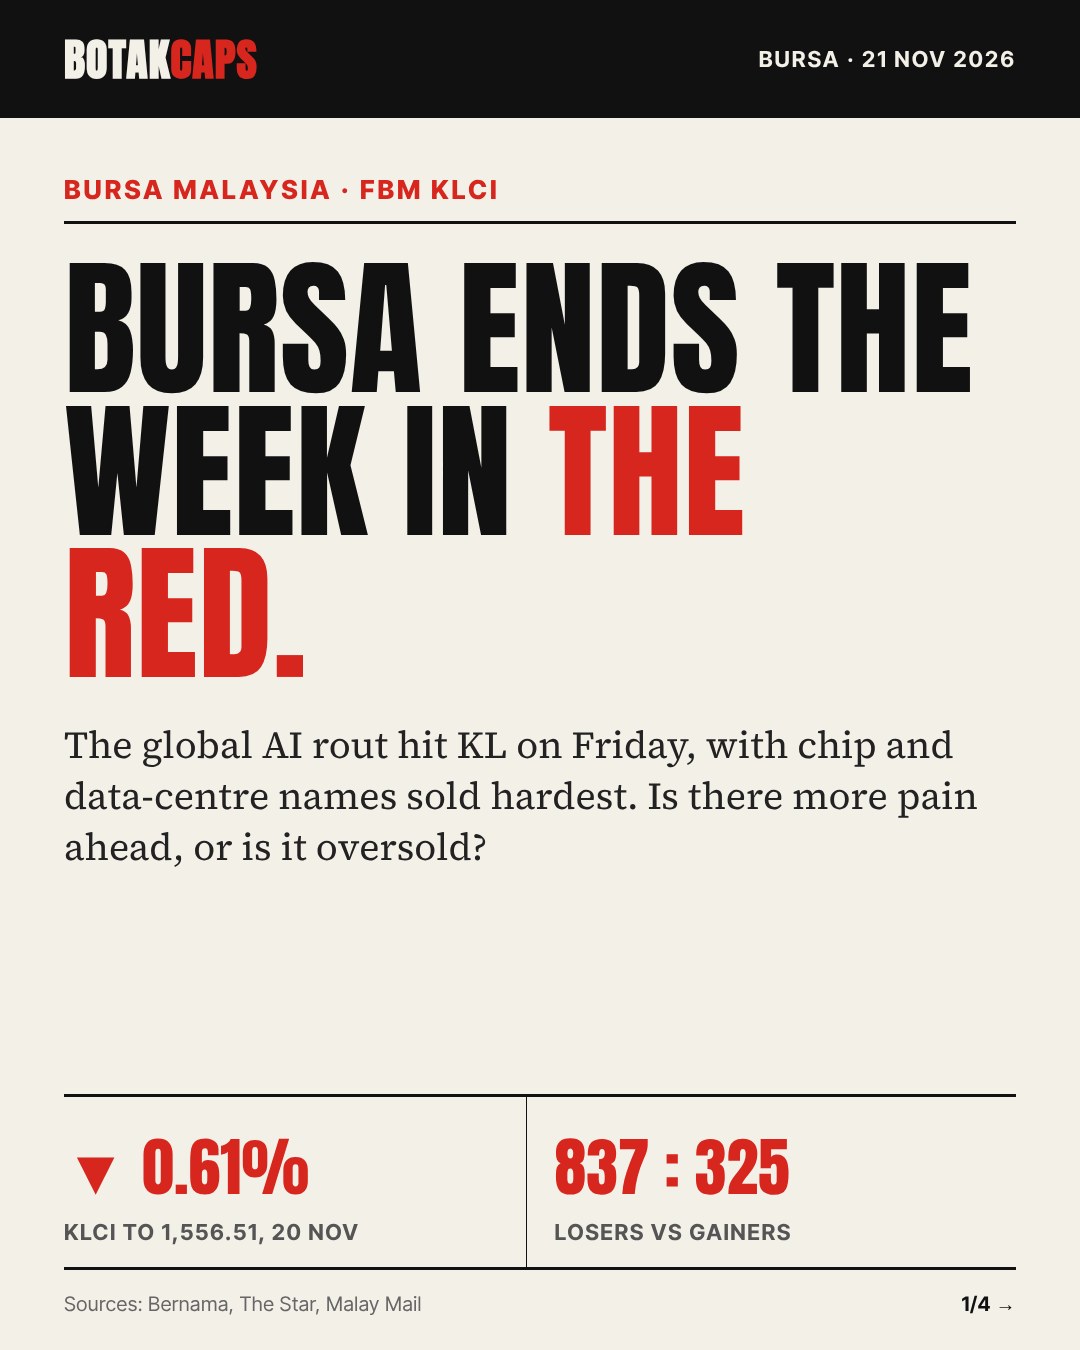 BOTAKCAPS
BURSA · 21 NOV 2026
BURSA MALAYSIA · FBM KLCI
BURSA ENDS THE
WEEK IN THE
RED.
The global AI rout hit KL on Friday, with chip and
data-centre names sold hardest. Is there more pain
ahead, or is it oversold?
▼ 0.61%
KLCI TO 1,556.51, 20 NOV
837 : 325
LOSERS VS GAINERS
Sources: Bernama, The Star, Malay Mail
1/4 →